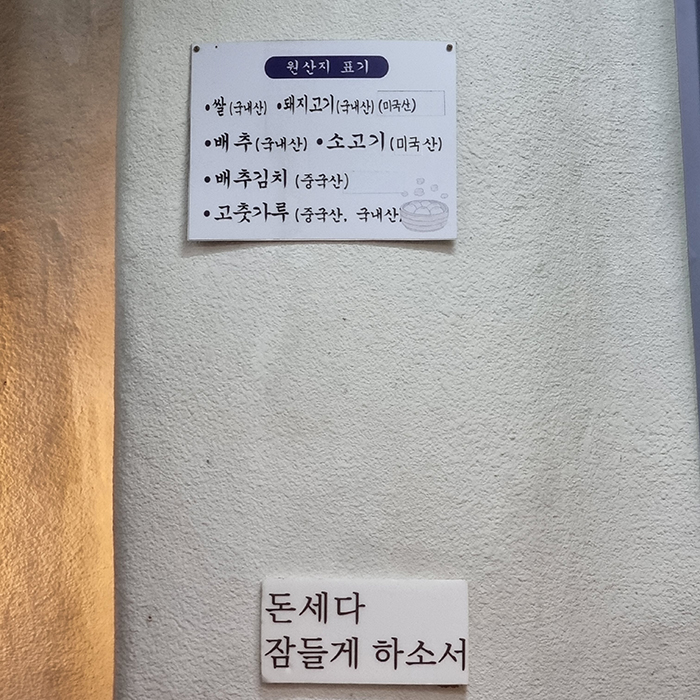 원산지 표기
•쌀(국내산) •돼지고기(국내산)(미국산)
•배추(국내산) •소고기(미국산)
•배추김치 (중국산)
•고춧가루 (중국산, 국내산)
돈세다
잠들게 하소서